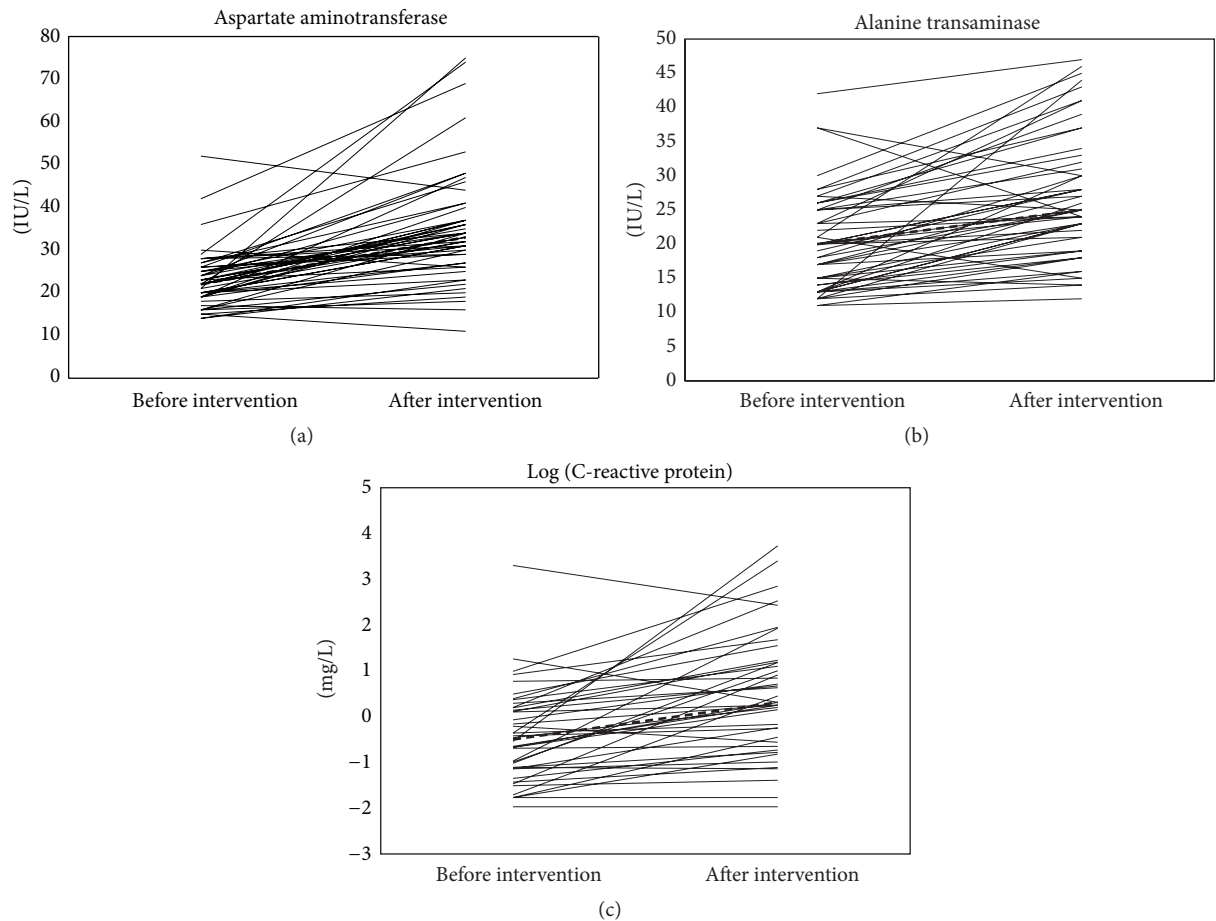 Aspartate aminotransferase
80
70
60
50
40
30
20
10
0
(IU/L)
Before intervention After intervention
(a)
Alanine transaminase
50
45
40
35
30
25
20
15
10
5
0
(IU/L)
Before intervention After intervention
(b)
Log (C-reactive protein)
5
4
3
2
1
0
−1
−2
−3
(mg/L)
Before intervention After intervention
(c)